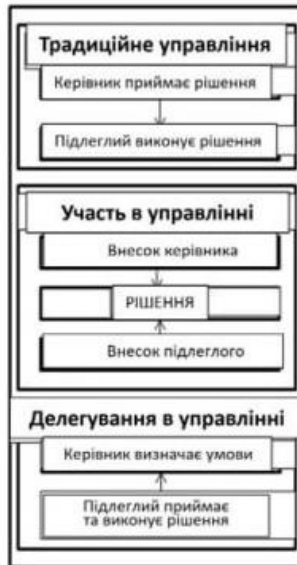 Традиційне управління
Керівник приймає рішення
Підлеглий виконує рішення
Участь в управлінні
Внесок керівника
РІШЕННЯ
Внесок підлеглого
Делегування в управлінні
Керівник визначає умови
Підлеглий приймає
та виконує рішення